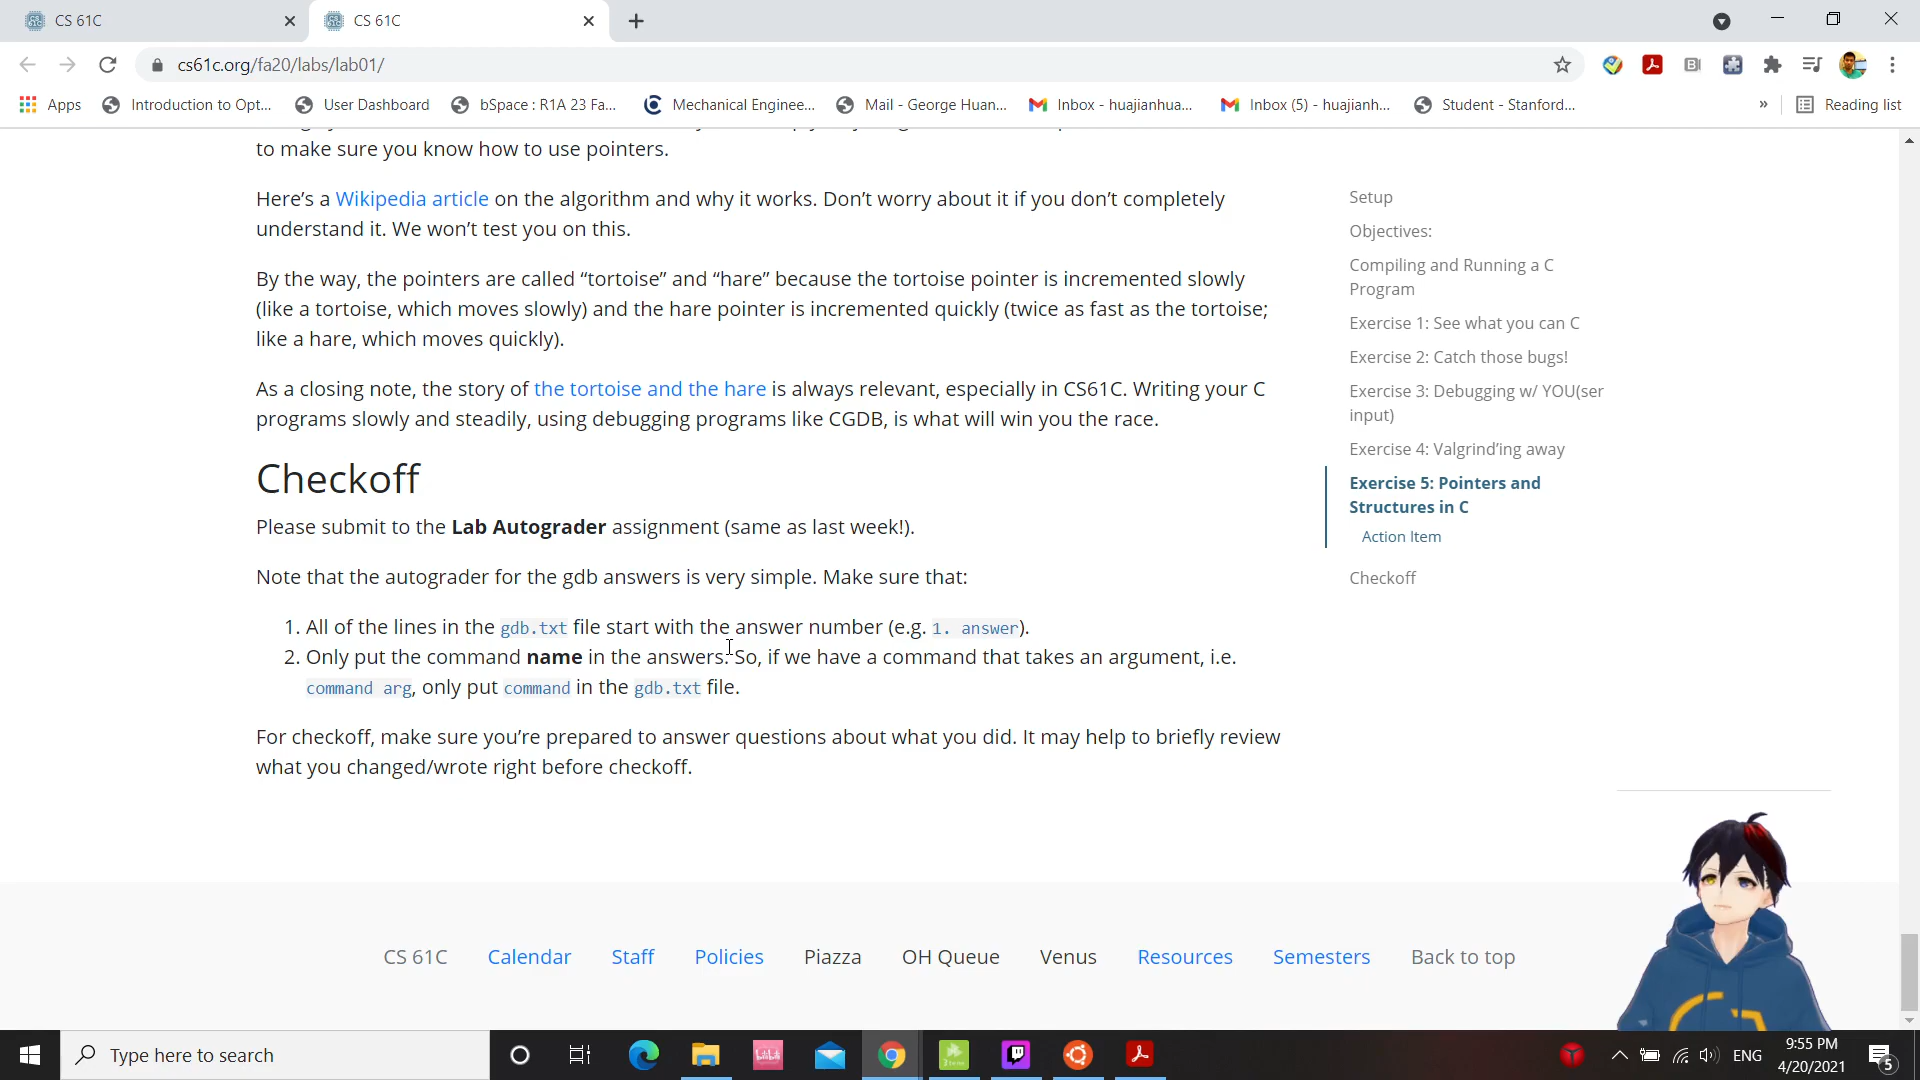 CS 61C
CS 61C
cs61c.org/fa20/labs/lab01/
Apps
Introduction to Opt...
User Dashboard
bSpace : R1A 23 Fa...
Mechanical Enginee...
Mail - George Huan...
Inbox - huajianhua...
Inbox (5) - huajianh...
Student - Stanford...
»
Reading list
to make sure you know how to use pointers.
Here's a Wikipedia article on the algorithm and why it works. Don't worry about it if you don't completely
understand it. We won't test you on this.
By the way, the pointers are called “tortoise” and “hare” because the tortoise pointer is incremented slowly
(like a tortoise, which moves slowly) and the hare pointer is incremented quickly (twice as fast as the tortoise;
like a hare, which moves quickly).
As a closing note, the story of the tortoise and the hare is always relevant, especially in CS61C. Writing your C
programs slowly and steadily, using debugging programs like CGDB, is what will win you the race.
Checkoff
Please submit to the Lab Autograder assignment (same as last week!).
Note that the autograder for the gdb answers is very simple. Make sure that:
1. All of the lines in the gdb.txt file start with the answer number (e.g. 1. answer).
2. Only put the command name in the answers. So, if we have a command that takes an argument, i.e.
command arg, only put command in the gdb.txt file.
For checkoff, make sure you're prepared to answer questions about what you did. It may help to briefly review
what you changed/wrote right before checkoff.
Setup
Objectives:
Compiling and Running a C
Program
Exercise 1: See what you can C
Exercise 2: Catch those bugs!
Exercise 3: Debugging w/ YOU(ser
input)
Exercise 4: Valgrind'ing away
Exercise 5: Pointers and
Structures in C
Action Item
Checkoff
CS 61C
Calendar
Staff
Policies
Piazza
OH Queue
Venus
Resources
Semesters
Back to top
Type here to search
ENG
9:55 PM
4/20/2021
5